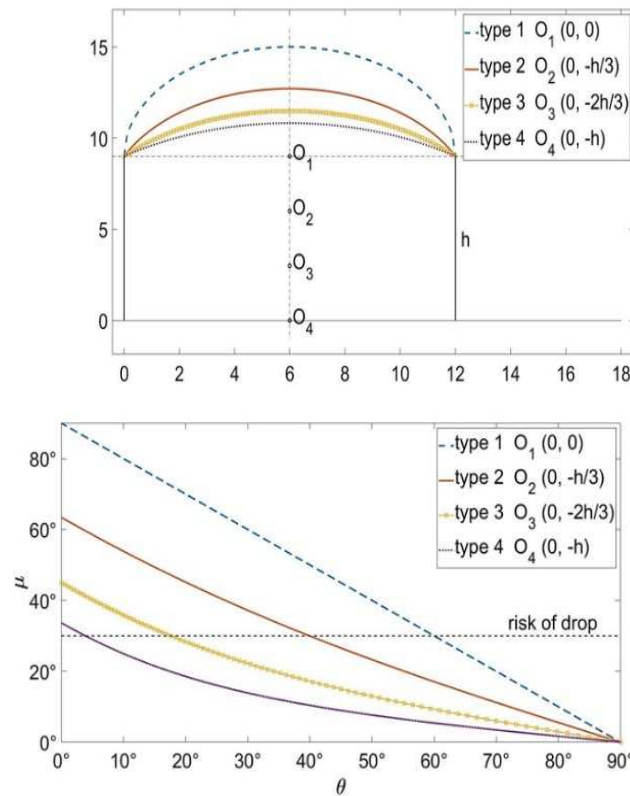 type 1 O₁ (0, 0)
type 2 O₂ (0, -h/3)
type 3 O₃ (0, -2h/3)
type 4 O₄ (0, -h)
15
10
5
0
O₁
O₂
O₃
O₄
h
0 2 4 6 8 10 12 14 16 18
type 1 O₁ (0, 0)
type 2 O₂ (0, -h/3)
type 3 O₃ (0, -2h/3)
type 4 O₄ (0, -h)
80°
60°
40°
20°
0°
μ
risk of drop
0° 10° 20° 30° 40° 50° 60° 70° 80° 90°
θ